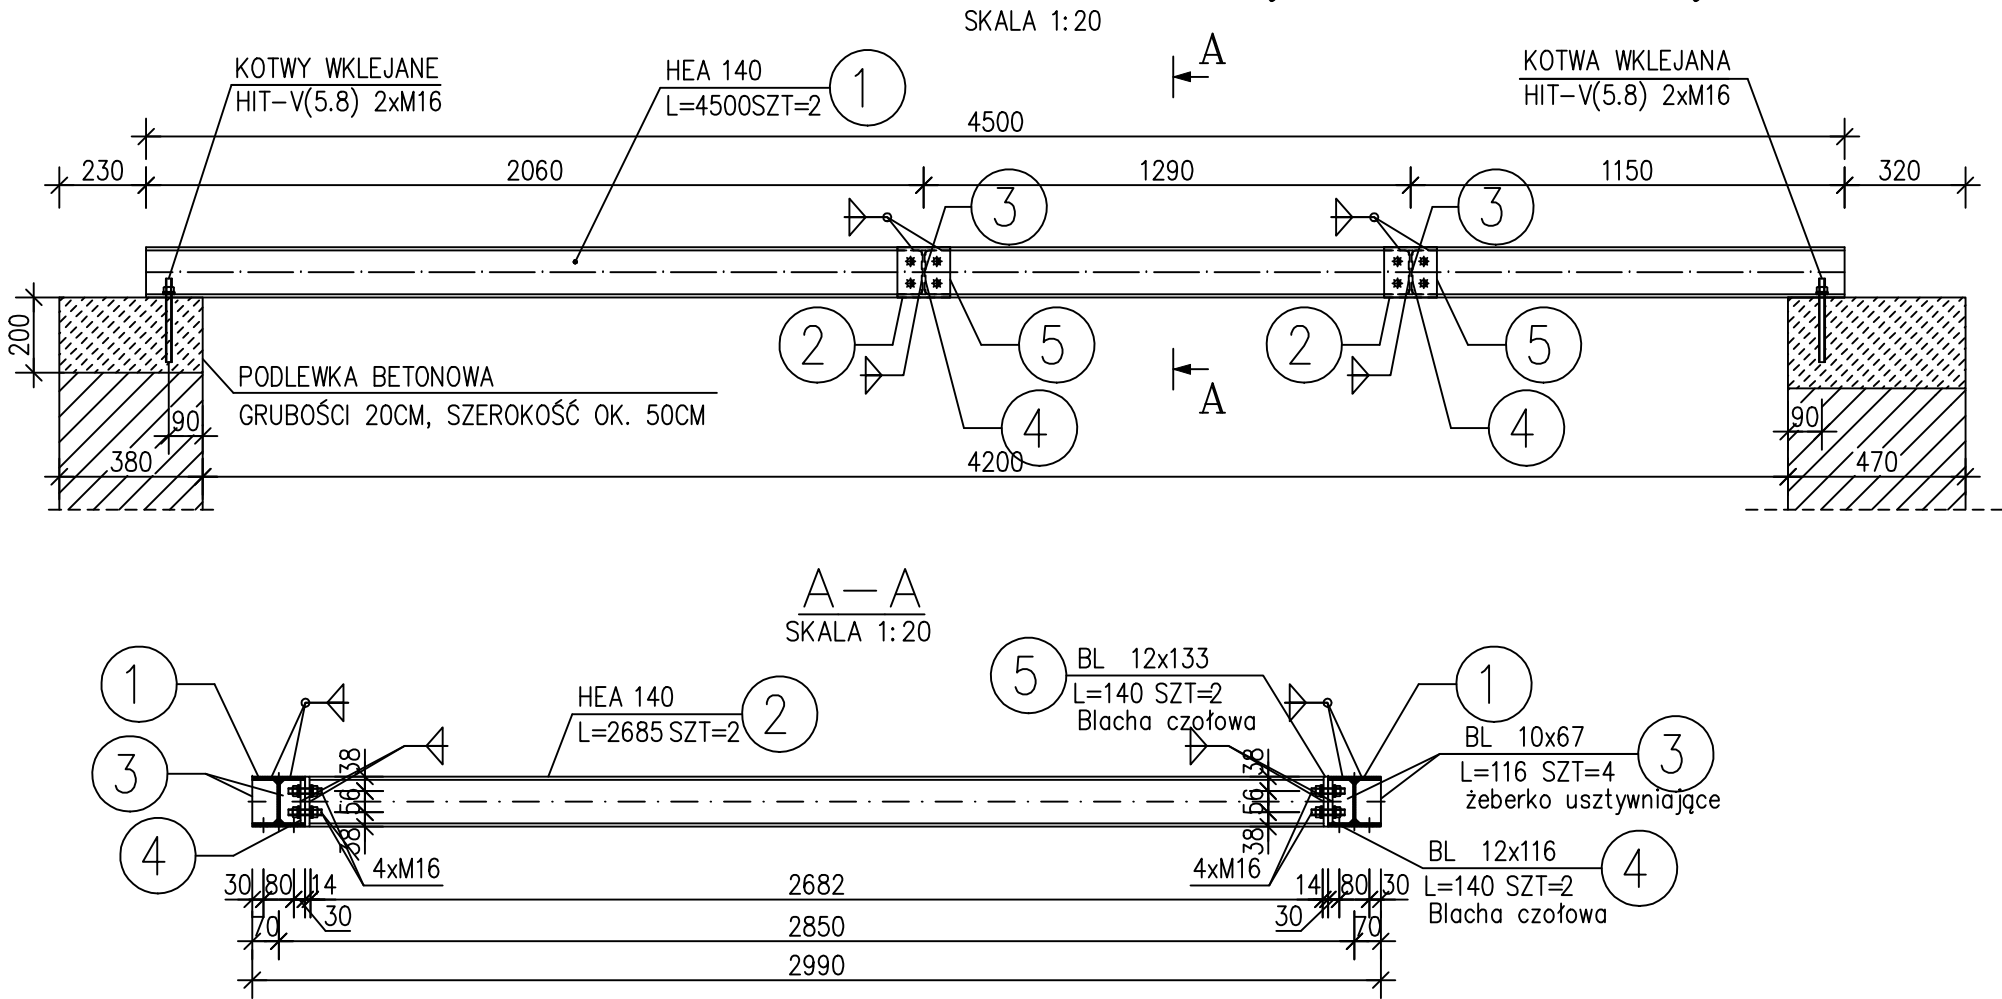 SKALA 1:20
KOTWY WKLEJANE
HIT-V(5.8) 2xM16
HEA 140
L=4500SZT=2
1
A
KOTWA WKLEJANA
HIT-V(5.8) 2xM16
4500
230
2060
1290
1150
320
3
3
2
5
2
5
200
PODLEWKA BETONOWA
GRUBOŚCI 20CM, SZEROKOŚĆ OK. 50CM
A
4
4
90
90
380
4200
470
A-A
SKALA 1:20
1
3
4
HEA 140
L=2685 SZT=2
2
5
BL 12x133
L=140 SZT=2
Blacha czołowa
1
BL 10x67
L=116 SZT=4
żeberko usztywniające
3
38
56
38
38
56
38
4xM16
4xM16
BL 12x116
L=140 SZT=2
Blacha czołowa
4
30
80
14
2682
14
80
30
30
30
70
2850
70
2990